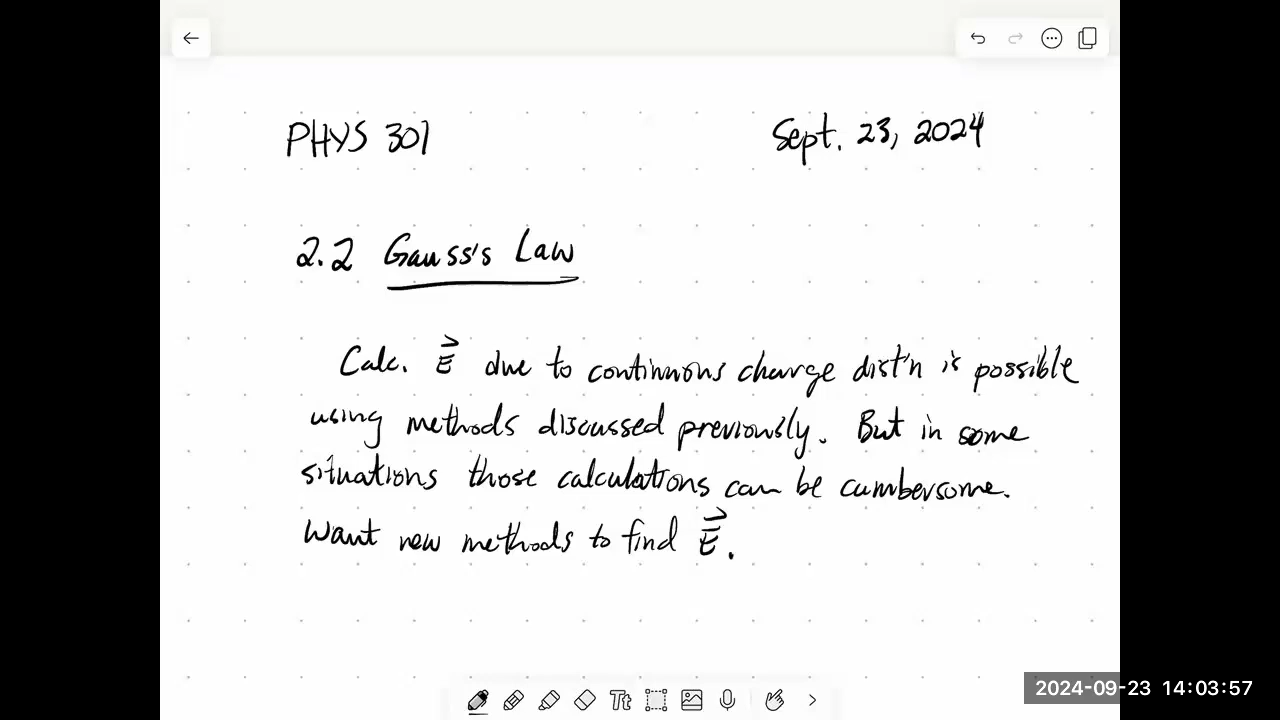 PHYS 301
Sept. 23, 2024
2.2 Gauss's Law
Calc. E⃗ due to continuous charge dist'n is possible
using methods discussed previously. But in some
situations those calculations can be cumbersome.
Want new methods to find E⃗.
Tt
2024-09-23 14:03:57